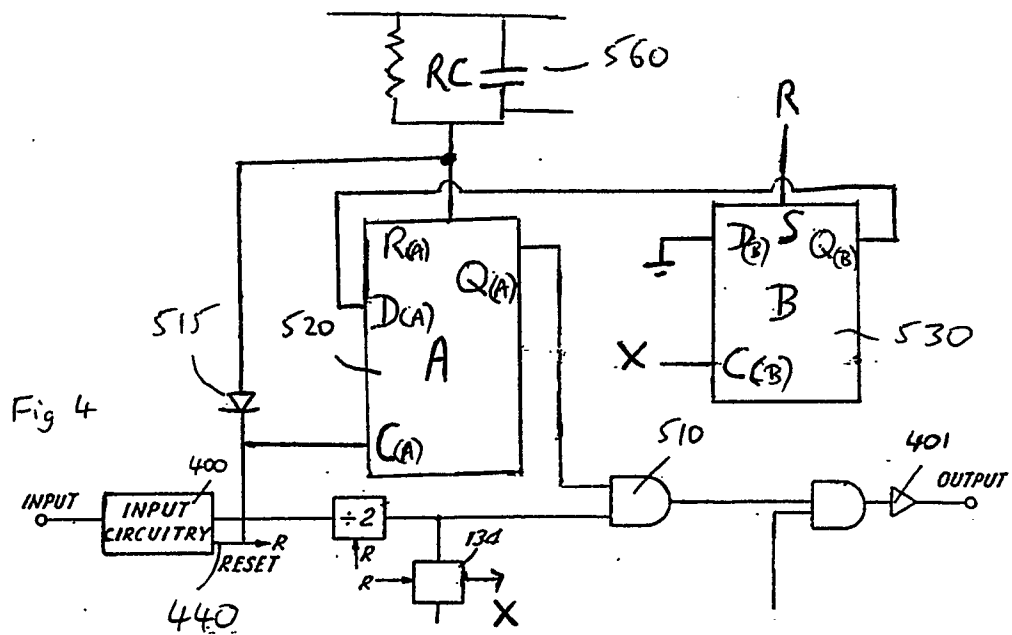 RC
560
R
R(A)
Q(A)
D(A)
A
C(A)
D(B)
S
Q(B)
B
C(B)
X
530
515
520
Fig 4
510
401
400
INPUT
INPUT
CIRCUITRY
÷2
OUTPUT
R
RESET
R
R
134
X
440